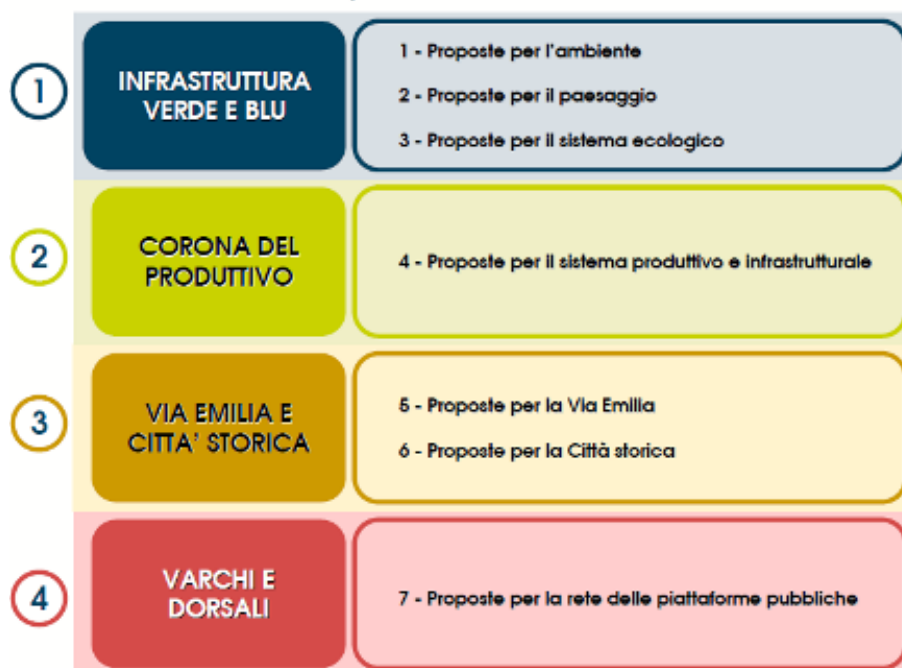 1
INFRASTRUTTURA
VERDE E BLU
1 - Proposte per l'ambiente
2 - Proposte per il paesaggio
3 - Proposte per il sistema ecologico
2
CORONA DEL
PRODUTTIVO
4 - Proposte per il sistema produttivo e infrastrutturale
3
VIA EMILIA E
CITTA' STORICA
5 - Proposte per la Via Emilia
6 - Proposte per la Città storica
4
VARCHI E
DORSALI
7 - Proposte per la rete delle piattaforme pubbliche